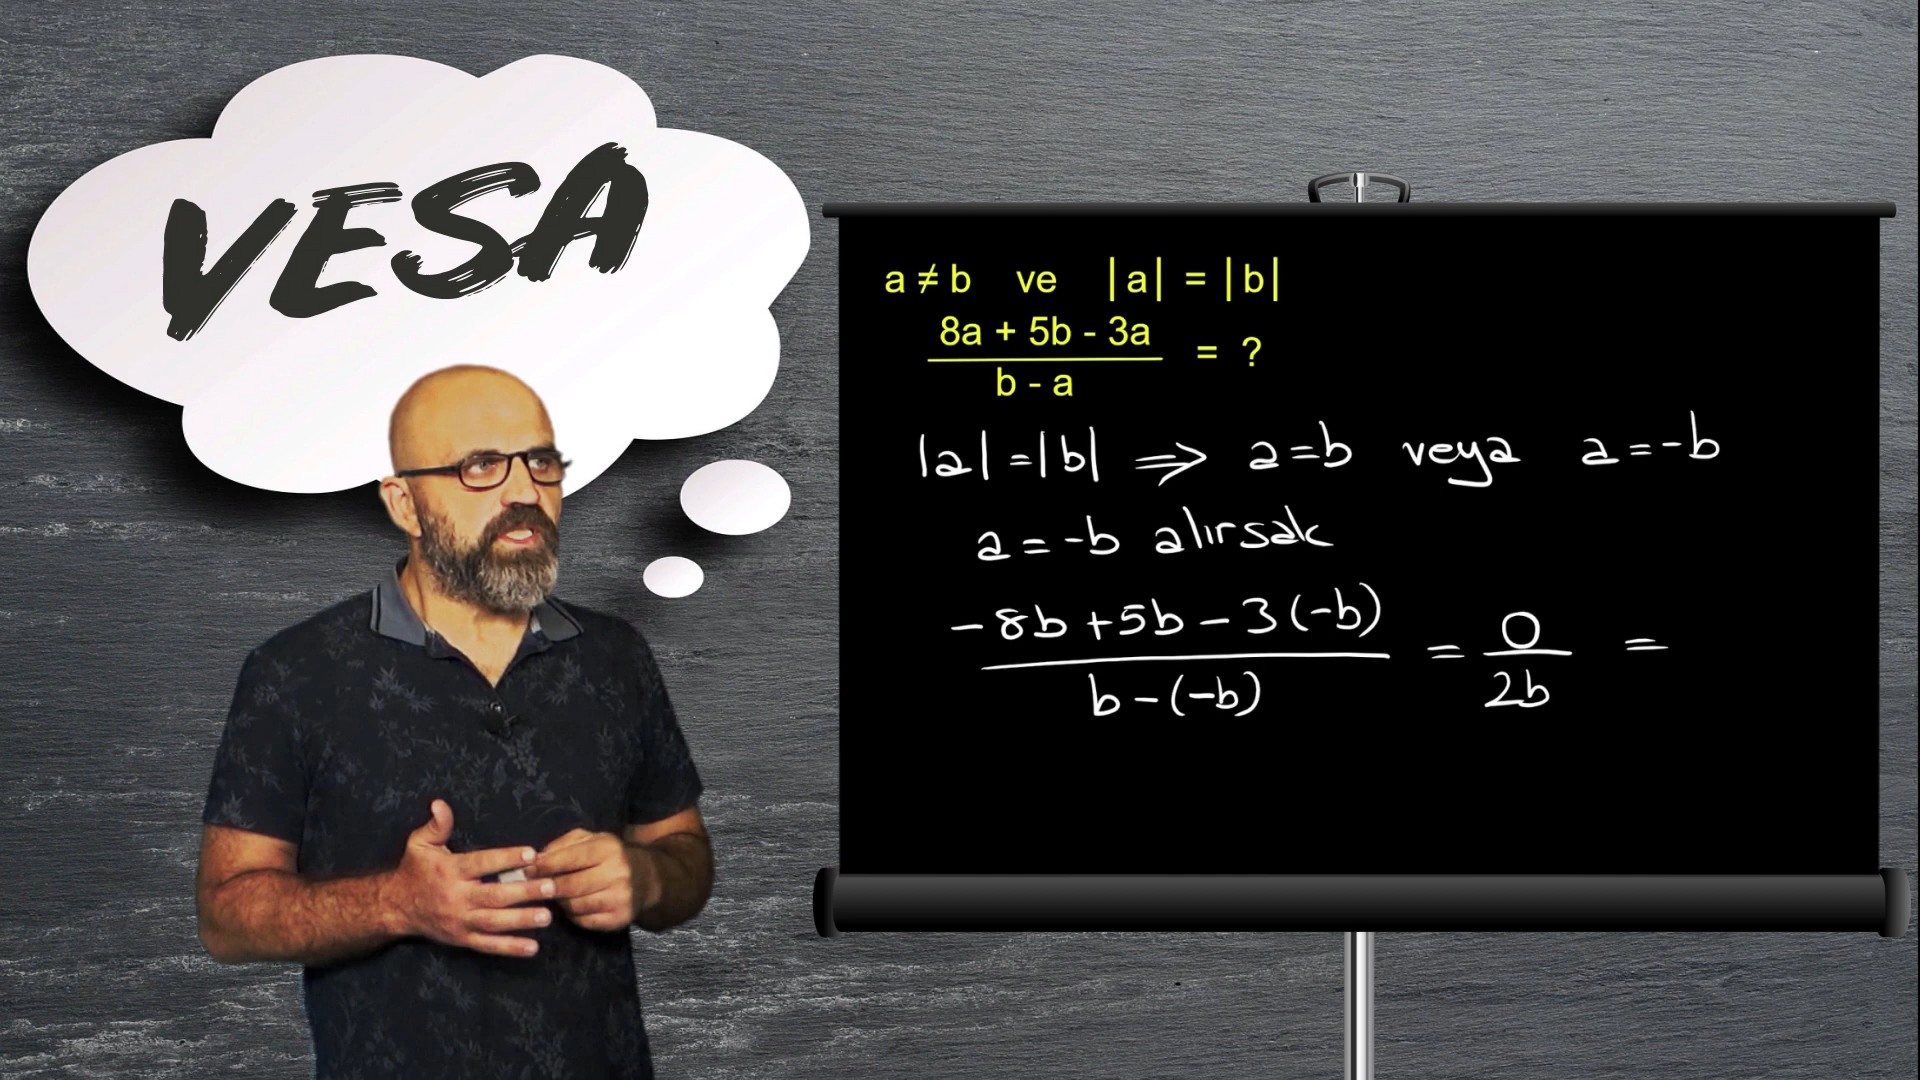 VESA
a ≠ b ve |a| = |b|
8a + 5b - 3a
= ?
b - a
|a| = |b| ⇒ a = b veya a = -b
a = -b alırsak
-8b + 5b - 3(-b)
= 0 =
b - (-b)
2b